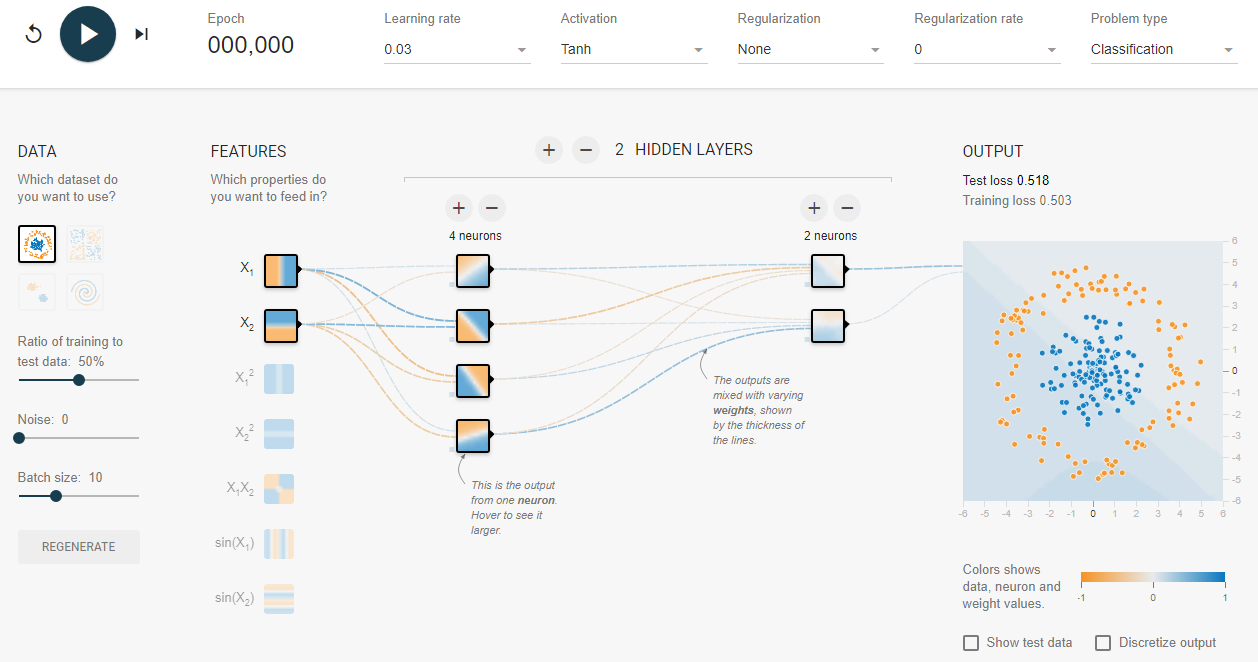 Epoch
000,000
Learning rate
0.03
Activation
Tanh
Regularization
None
Regularization rate
0
Problem type
Classification
DATA
Which dataset do
you want to use?
Ratio of training to
test data: 50%
Noise: 0
Batch size: 10
REGENERATE
FEATURES
Which properties do
you want to feed in?
X1
X2
X1²
X2²
X1X2
sin(X1)
sin(X2)
+ − 2 HIDDEN LAYERS
+ −
4 neurons
+ −
2 neurons
This is the output
from one neuron.
Hover to see it
larger.
The outputs are
mixed with varying
weights, shown
by the thickness of
the lines.
OUTPUT
Test loss 0.518
Training loss 0.503
6
5
4
3
2
1
0
-1
-2
-3
-4
-5
-6
-6 -5 -4 -3 -2 -1 0 1 2 3 4 5 6
Colors shows
data, neuron and
weight values.
-1 0 1
Show test data
Discretize output